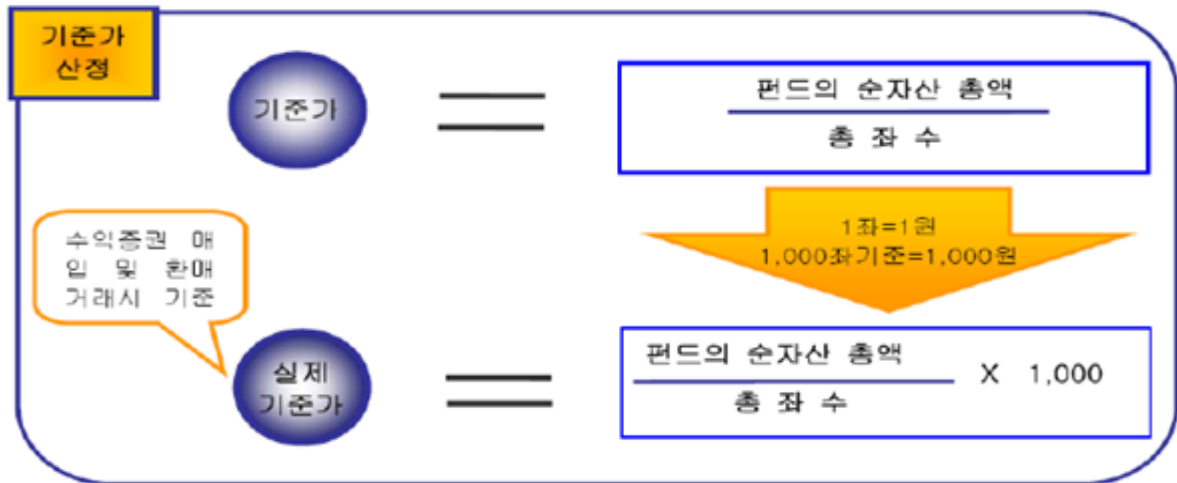 기준가
산정
기준가
펀드의 순자산 총액
총 좌 수
1좌=1원
1,000좌기준=1,000원
수익증권 매
입 및 환매
거래시 기준
실제
기준가
펀드의 순자산 총액
총 좌 수
X 1,000